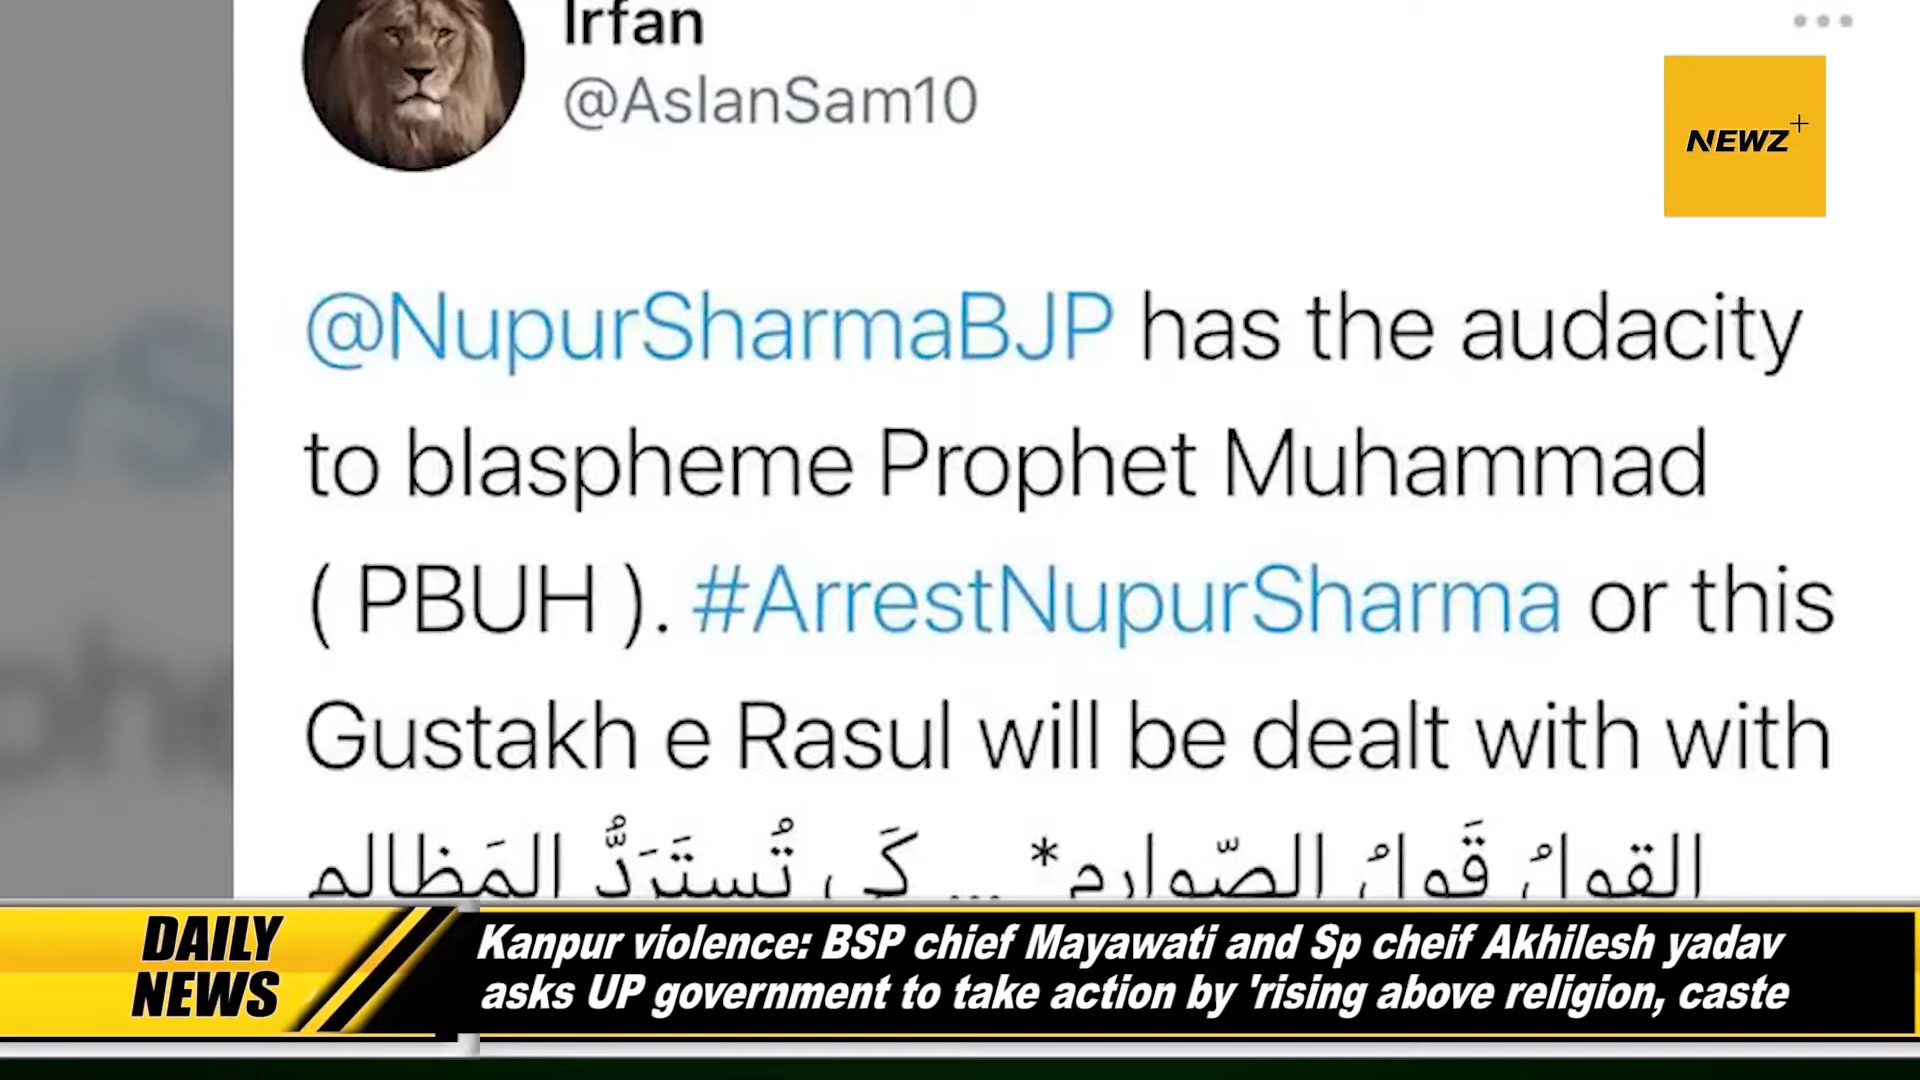 Irfan
@AslanSam10
NEWZ+
@NupurSharmaBJP has the audacity
to blaspheme Prophet Muhammad
( PBUH ). #ArrestNupurSharma or this
Gustakh e Rasul will be dealt with with
القولُ قَولُ الصّوارم* ... كَي تُستَرَدُّ المَظالم
DAILY
NEWS
Kanpur violence: BSP chief Mayawati and Sp cheif Akhilesh yadav
asks UP government to take action by 'rising above religion, caste